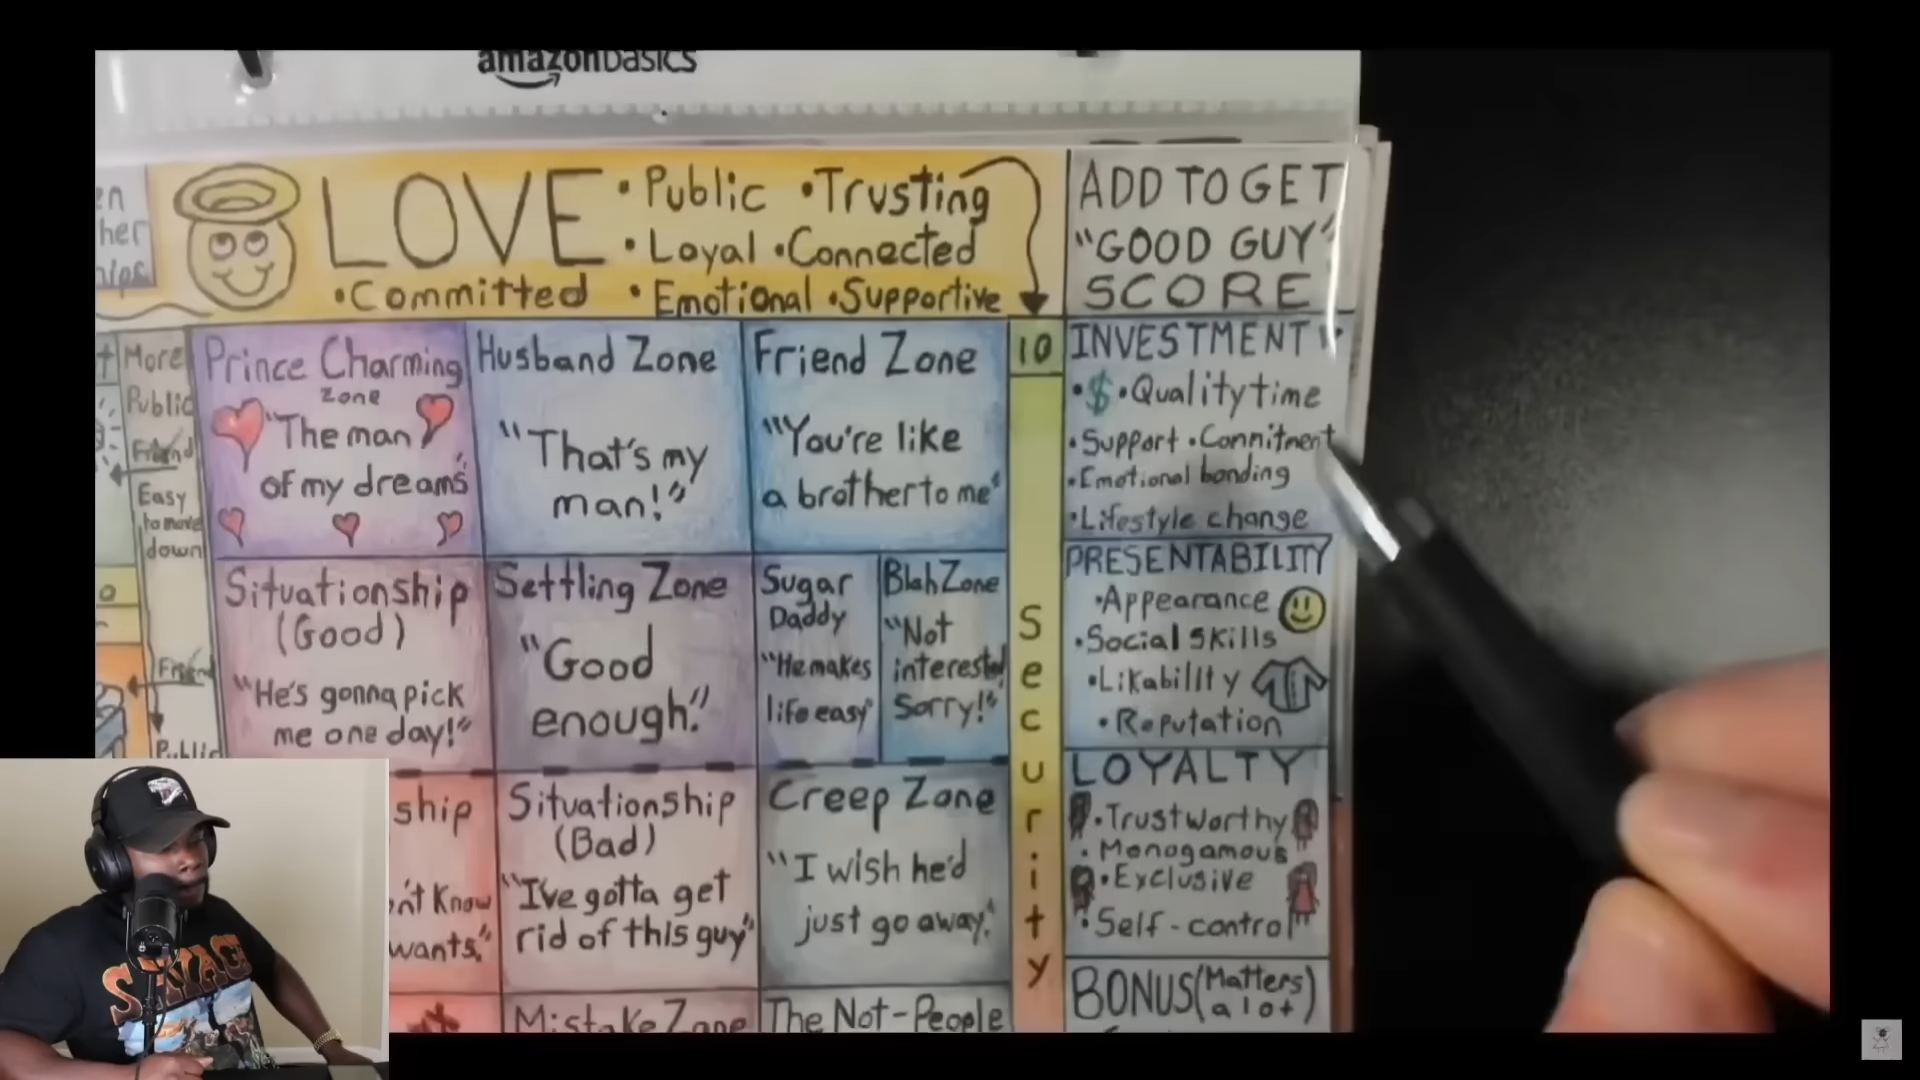 amazonbasics
LOVE
• Public • Trusting
• Loyal • Connected
• Committed • Emotional • Supportive
ADD TO GET
"GOOD GUY"
SCORE
her
More
Public
Friend
Easy
to move
down
Friend
Public
Prince Charming
Zone
"The man
of my dreams"
Husband Zone
"That's my
man!"
Friend Zone
"You're like
a brother to me"
10
Security
Situationship
(Good)
"He's gonna pick
me one day!"
Settling Zone
"Good
enough."
Sugar
Daddy
"He makes
life easy"
Blah Zone
"Not
interested
Sorry!"
ship
n't Know
wants."
Situationship
(Bad)
"I've gotta get
rid of this guy"
Creep Zone
"I wish he'd
just go away."
Mistake Zone
The Not-People
INVESTMENT
• $ • Quality time
• Support • Commitment
• Emotional bonding
• Lifestyle change
PRESENTABILITY
• Appearance
• Social skills
• Likability
• Reputation
LOYALTY
• Trustworthy
• Monogamous
• Exclusive
• Self-control
BONUS (Matters
a lot)
SAVAGE